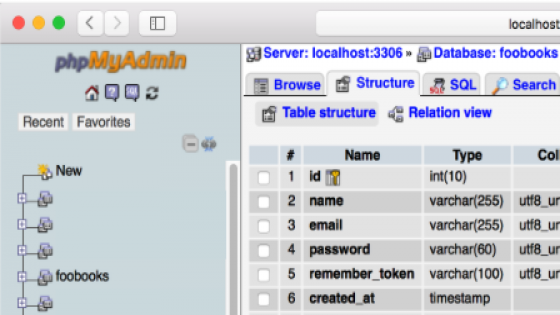 localhost
phpMyAdmin
Server: localhost:3306 » Database: foobooks
Browse Structure SQL Search
Recent Favorites
Table structure Relation view
New
foobooks
# Name Type Col
1 id int(10)
2 name varchar(255) utf8_ur
3 email varchar(255) utf8_ur
4 password varchar(60) utf8_ur
5 remember_token varchar(100) utf8_ur
6 created_at timestamp